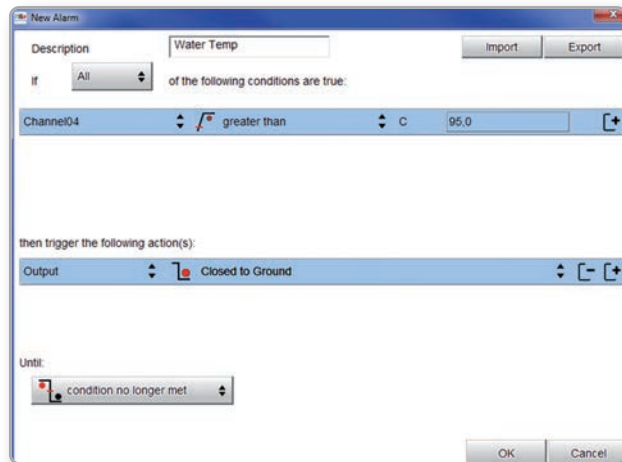 New Alarm
Description Water Temp Import Export
If All of the following conditions are true:
Channel04 greater than C 95,0
then trigger the following action(s):
Output Closed to Ground
Until:
condition no longer met
OK Cancel